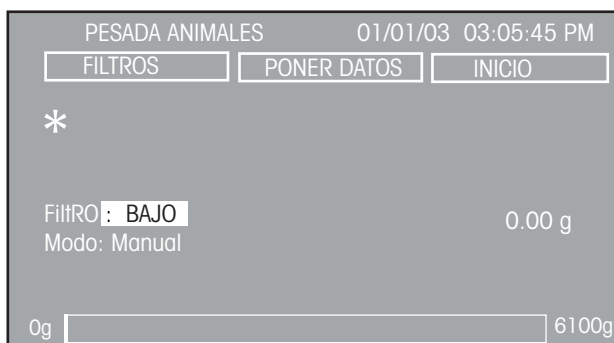 PESADA ANIMALES 01/01/03 03:05:45 PM
FILTROS PONER DATOS INICIO
*
FiltRO : BAJO
0.00 g
Modo: Manual
0g 6100g